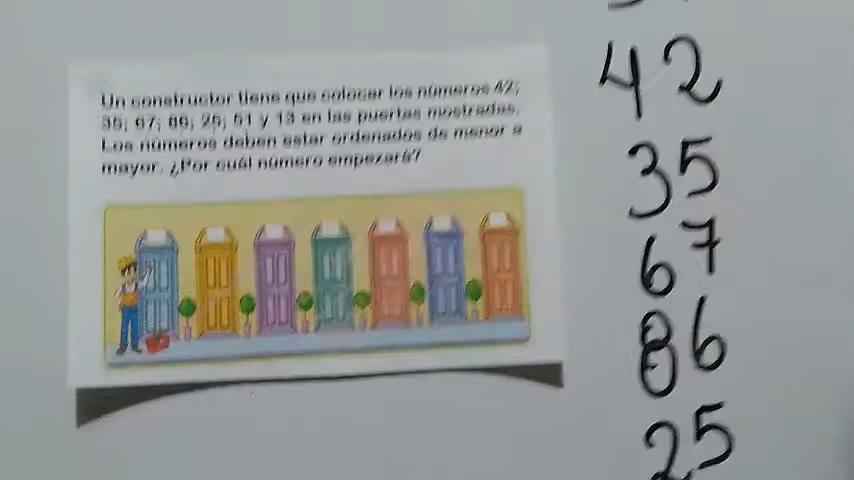 Un constructor tiene que colocar los números 42;
35; 67; 86; 25; 51 y 13 en las puertas mostradas.
Los números deben estar ordenados de menor a
mayor. ¿Por cuál número empezará?
42
35
67
86
25